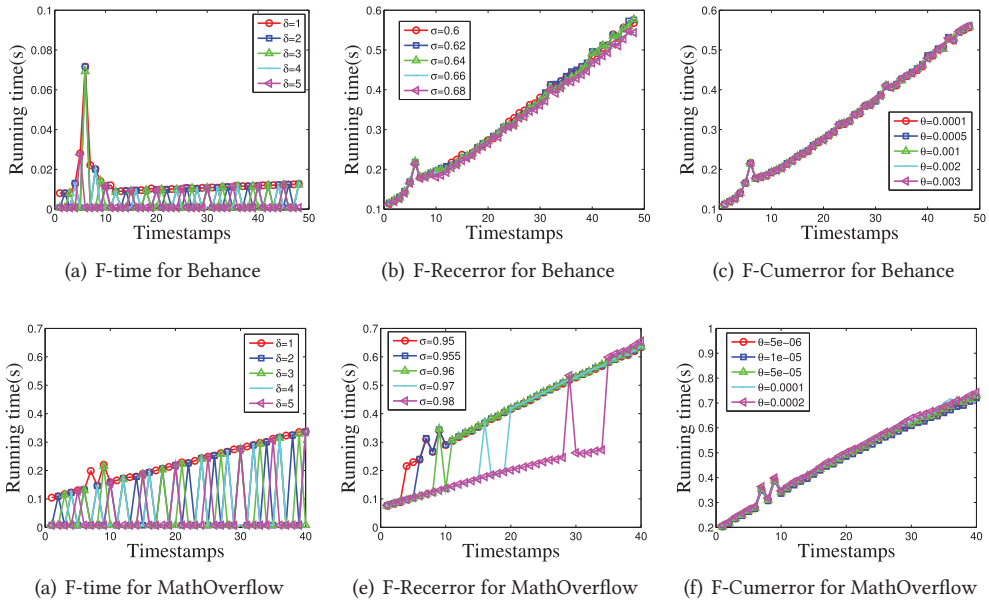 0.1
0.08
0.06
0.04
0.02
0
0 10 20 30 40 50
Running time(s)
Timestamps
δ=1
δ=2
δ=3
δ=4
δ=5
(a) F-time for Behance
0.6
0.5
0.4
0.3
0.2
0.1
0 10 20 30 40 50
Running time(s)
Timestamps
σ=0.6
σ=0.62
σ=0.64
σ=0.66
σ=0.68
(b) F-Recerror for Behance
0.6
0.5
0.4
0.3
0.2
0.1
0 10 20 30 40 50
Running time(s)
Timestamps
θ=0.0001
θ=0.0005
θ=0.001
θ=0.002
θ=0.003
(c) F-Cumerror for Behance
0.7
0.6
0.5
0.4
0.3
0.2
0.1
0
0 10 20 30 40
Running time(s)
Timestamps
δ=1
δ=2
δ=3
δ=4
δ=5
(a) F-time for MathOverflow
0.7
0.6
0.5
0.4
0.3
0.2
0.1
0
0 10 20 30 40
Running time(s)
Timestamps
σ=0.95
σ=0.955
σ=0.96
σ=0.97
σ=0.98
(e) F-Recerror for MathOverflow
1
0.9
0.8
0.7
0.6
0.5
0.4
0.3
0.2
0 10 20 30 40
Running time(s)
Timestamps
θ=5e-06
θ=1e-05
θ=5e-05
θ=0.0001
θ=0.0002
(f) F-Cumerror for MathOverflow